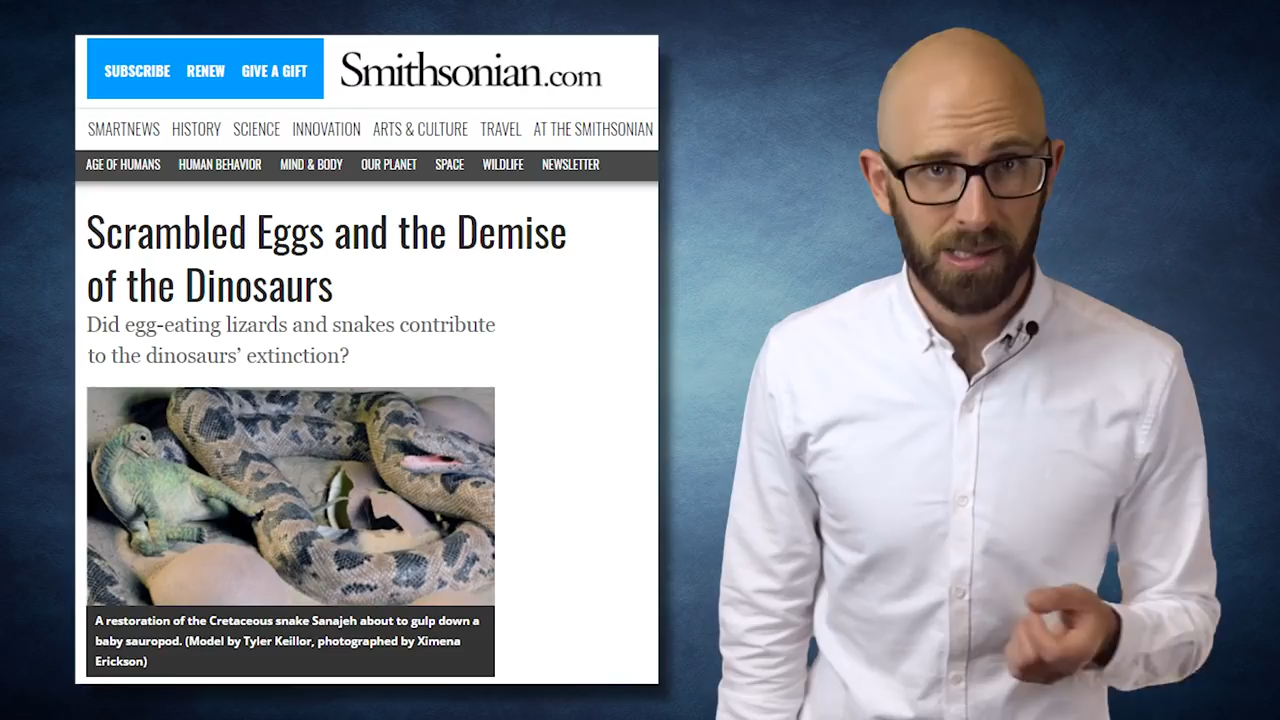 SUBSCRIBE RENEW GIVE A GIFT Smithsonian.com
SMARTNEWS HISTORY SCIENCE INNOVATION ARTS & CULTURE TRAVEL AT THE SMITHSONIAN
AGE OF HUMANS HUMAN BEHAVIOR MIND & BODY OUR PLANET SPACE WILDLIFE NEWSLETTER
Scrambled Eggs and the Demise
of the Dinosaurs
Did egg-eating lizards and snakes contribute
to the dinosaurs’ extinction?
A restoration of the Cretaceous snake Sanajeh about to gulp down a
baby sauropod. (Model by Tyler Keillor, photographed by Ximena
Erickson)